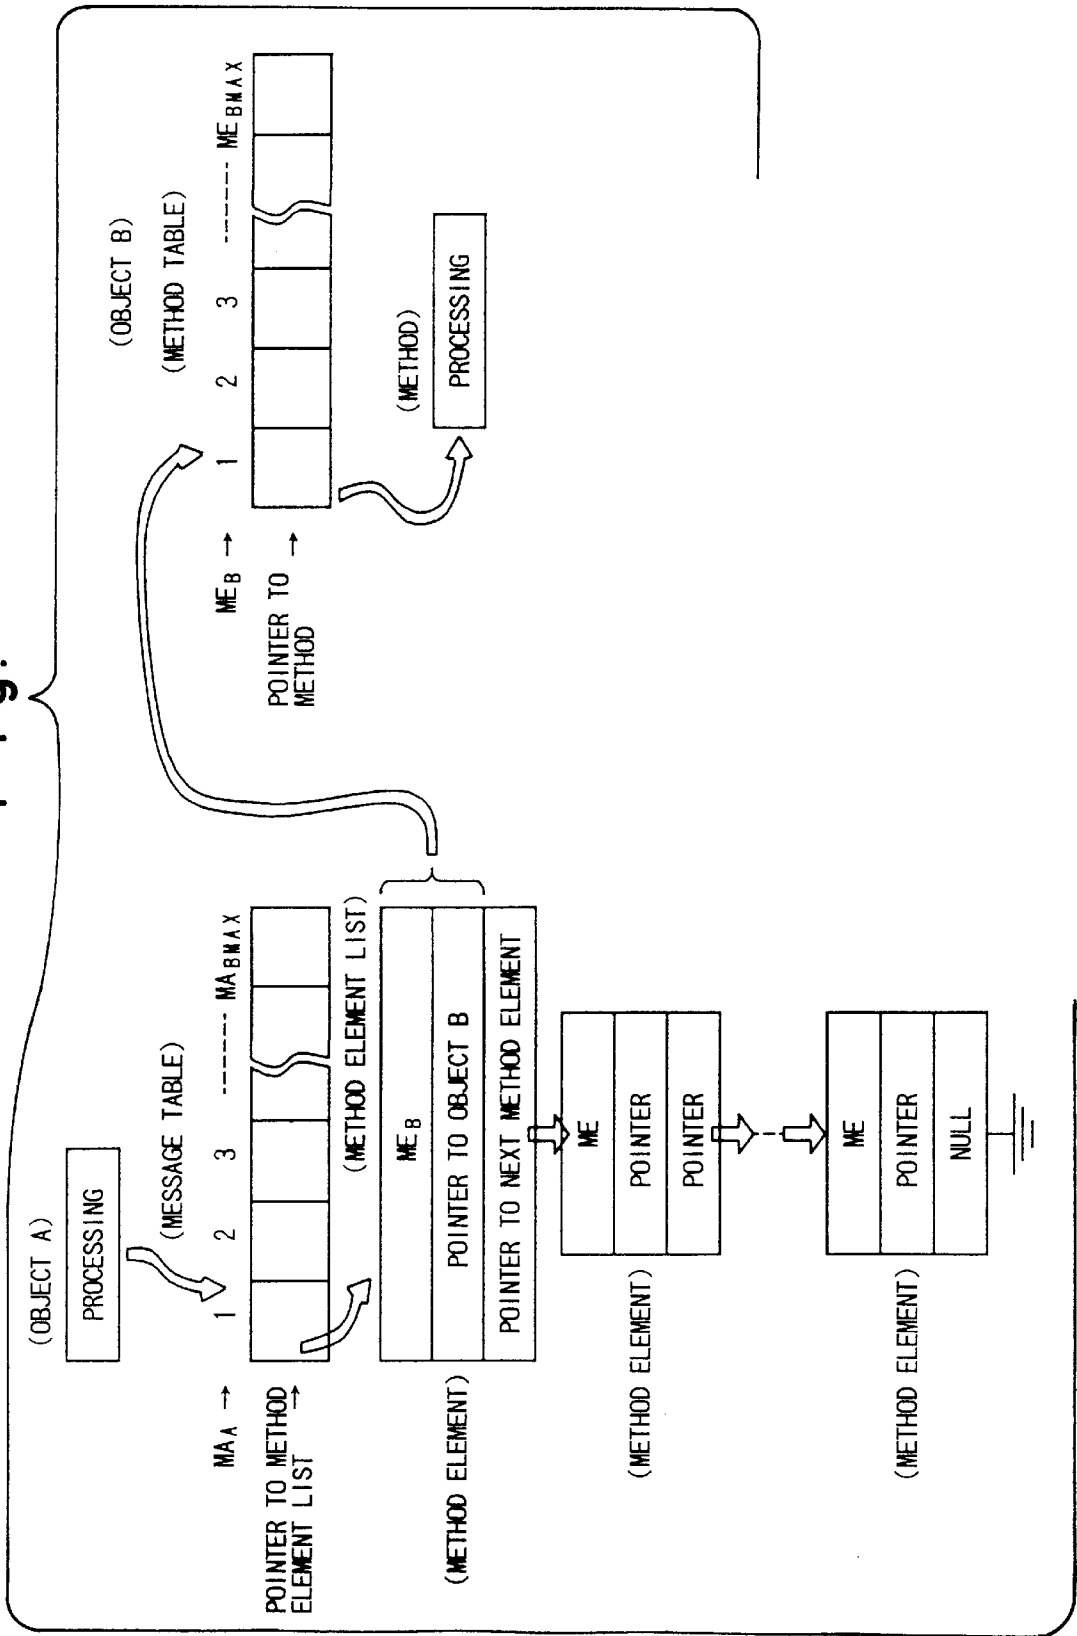 (OBJECT A)
PROCESSING
(MESSAGE TABLE)
MA_A → 1 2 3 ------ MA_BMAX
POINTER TO METHOD
ELEMENT LIST →
(METHOD ELEMENT LIST)
(METHOD ELEMENT)
ME_B
POINTER TO OBJECT B
POINTER TO NEXT METHOD ELEMENT
(METHOD ELEMENT)
ME
POINTER
POINTER
(METHOD ELEMENT)
ME
POINTER
NULL
(OBJECT B)
(METHOD TABLE)
ME_B → 1 2 3 ------ ME_BMAX
POINTER TO
METHOD →
(METHOD)
PROCESSING